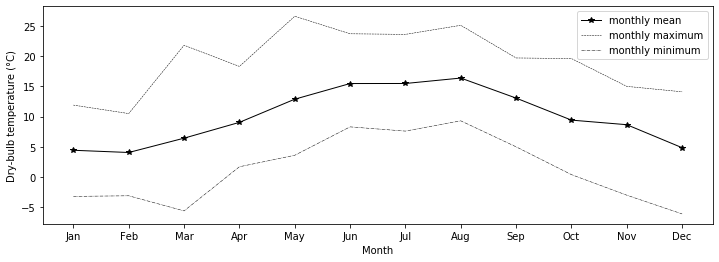 monthly mean
monthly maximum
monthly minimum
Dry-bulb temperature (°C)
25
20
15
10
5
0
−5
Jan Feb Mar Apr May Jun Jul Aug Sep Oct Nov Dec
Month